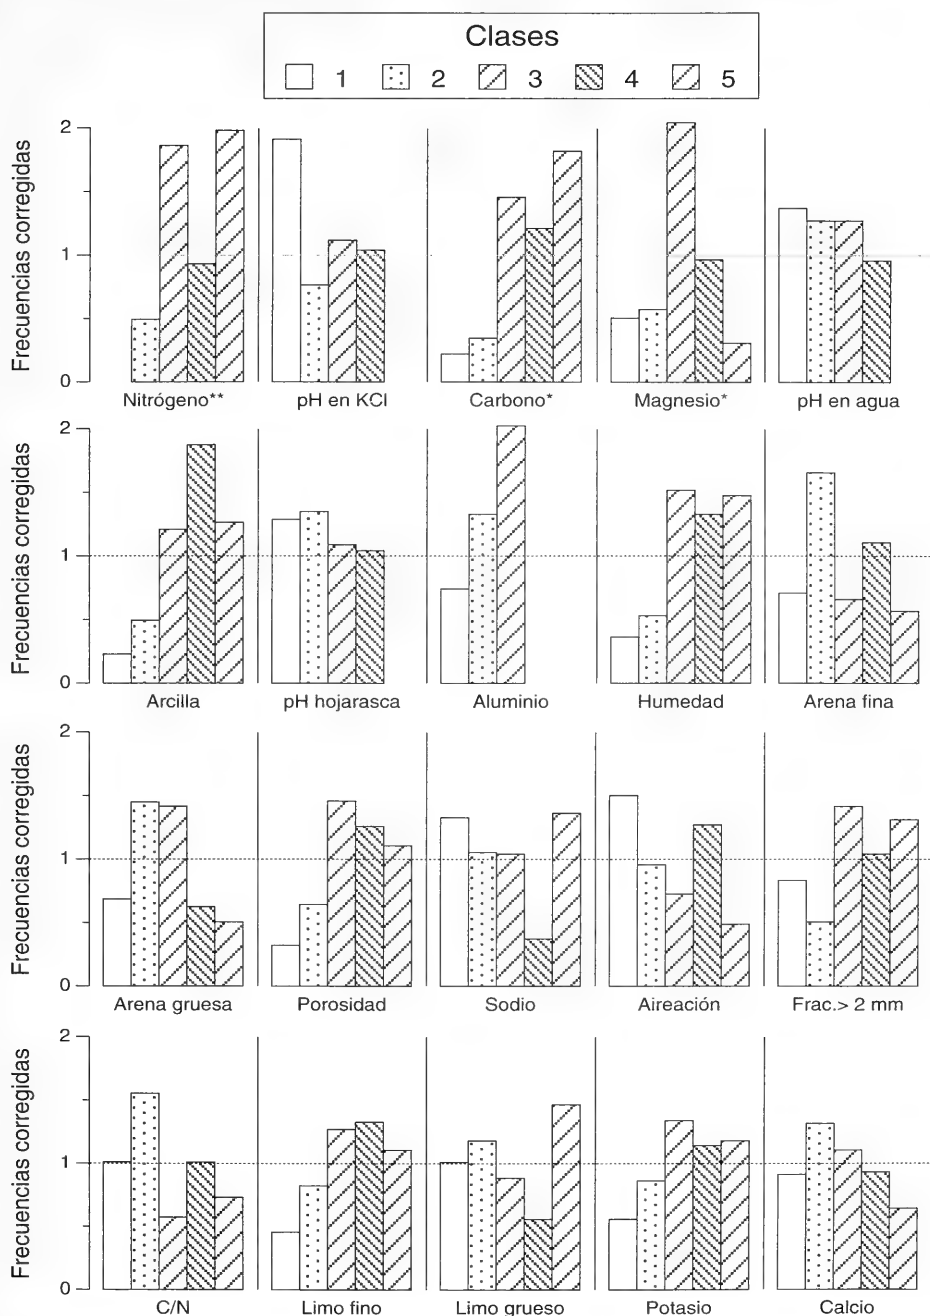 Clases
1 2 3 4 5
Frecuencias corregidas
2
1
0
Nitrógeno** pH en KCl Carbono* Magnesio* pH en agua
Frecuencias corregidas
2
1
0
Arcilla pH hojarasca Aluminio Humedad Arena fina
Frecuencias corregidas
2
1
0
Arena gruesa Porosidad Sodio Aireación Frac.> 2 mm
Frecuencias corregidas
2
1
0
C/N Limo fino Limo grueso Potasio Calcio